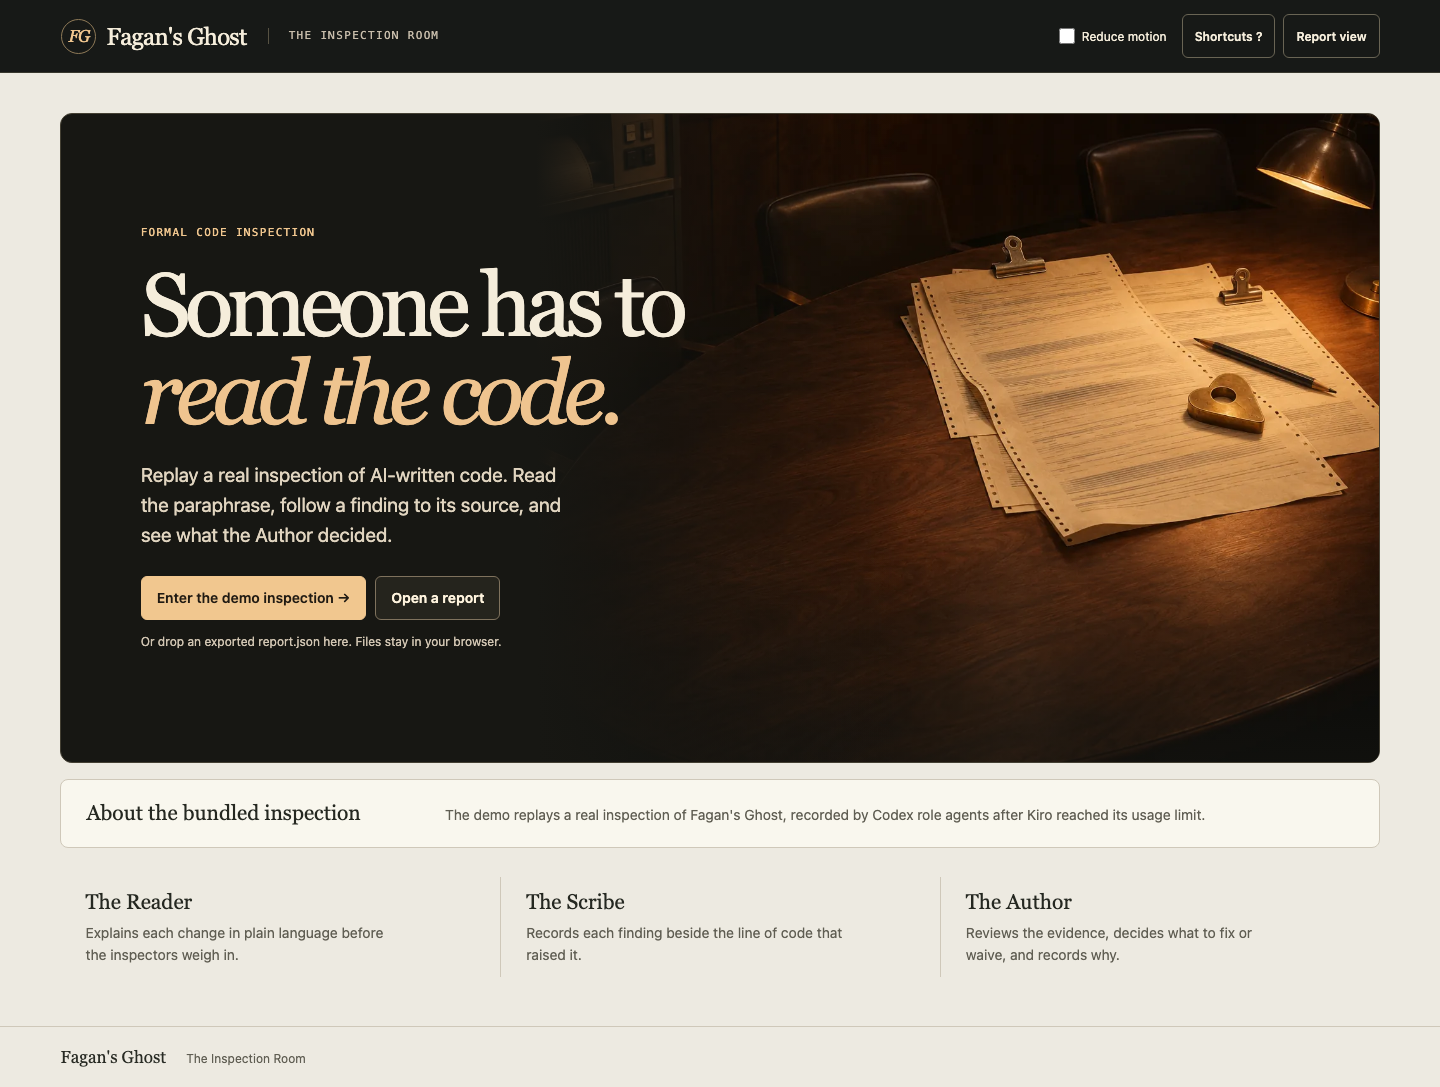 FG Fagan's Ghost THE INSPECTION ROOM Reduce motion Shortcuts ? Report view
FORMAL CODE INSPECTION
Someone has to
read the code.
Replay a real inspection of AI-written code. Read
the paraphrase, follow a finding to its source, and
see what the Author decided.
Enter the demo inspection → Open a report
Or drop an exported report.json here. Files stay in your browser.
About the bundled inspection The demo replays a real inspection of Fagan's Ghost, recorded by Codex role agents after Kiro reached its usage limit.
The Reader
Explains each change in plain language before
the inspectors weigh in.
The Scribe
Records each finding beside the line of code that
raised it.
The Author
Reviews the evidence, decides what to fix or
waive, and records why.
Fagan's Ghost The Inspection Room